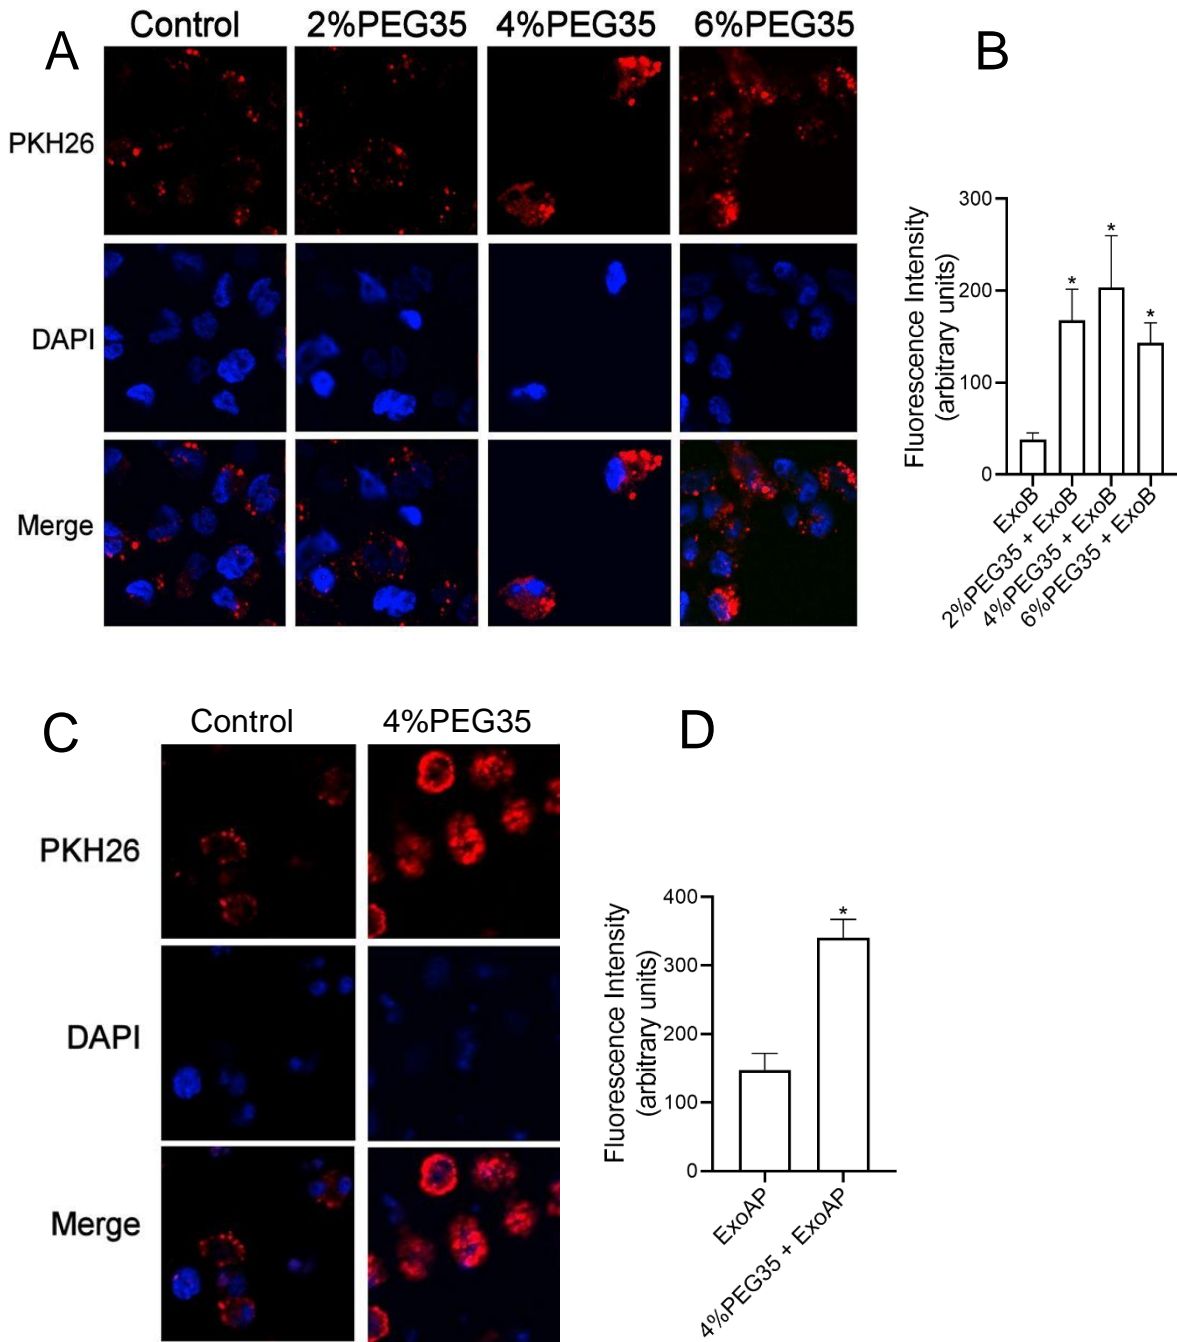 A
Control 2%PEG35 4%PEG35 6%PEG35
PKH26
DAPI
Merge
B
Fluorescence Intensity
(arbitrary units)
300
200
100
0
*
*
*
ExoB
2%PEG35 + ExoB
4%PEG35 + ExoB
6%PEG35 + ExoB
C
Control 4%PEG35
PKH26
DAPI
Merge
D
Fluorescence Intensity
(arbitrary units)
400
300
200
100
0
*
ExoAP
4%PEG35 + ExoAP